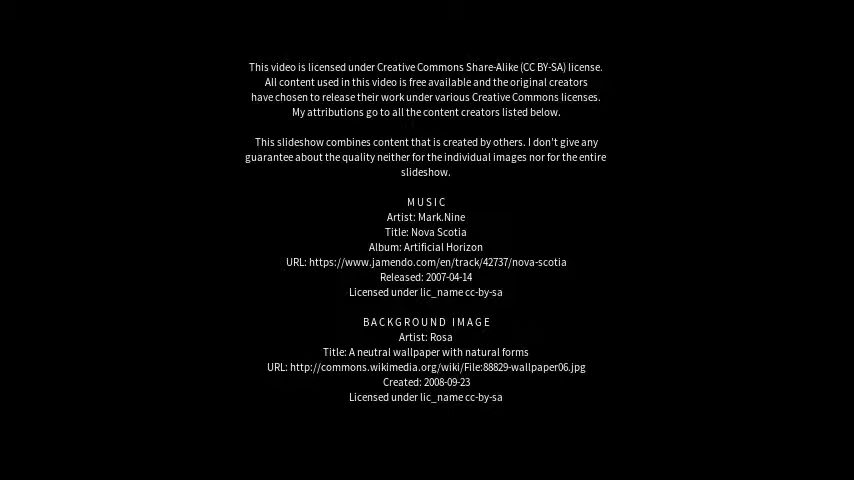 This video is licensed under Creative Commons Share-Alike (CC BY-SA) license.
All content used in this video is free available and the original creators
have chosen to release their work under various Creative Commons licenses.
My attributions go to all the content creators listed below.
This slideshow combines content that is created by others. I don't give any
guarantee about the quality neither for the individual images nor for the entire
slideshow.
MUSIC
Artist: Mark.Nine
Title: Nova Scotia
Album: Artificial Horizon
URL: https://www.jamendo.com/en/track/42737/nova-scotia
Released: 2007-04-14
Licensed under lic_name cc-by-sa
BACKGROUND IMAGE
Artist: Rosa
Title: A neutral wallpaper with natural forms
URL: http://commons.wikimedia.org/wiki/File:88829-wallpaper06.jpg
Created: 2008-09-23
Licensed under lic_name cc-by-sa